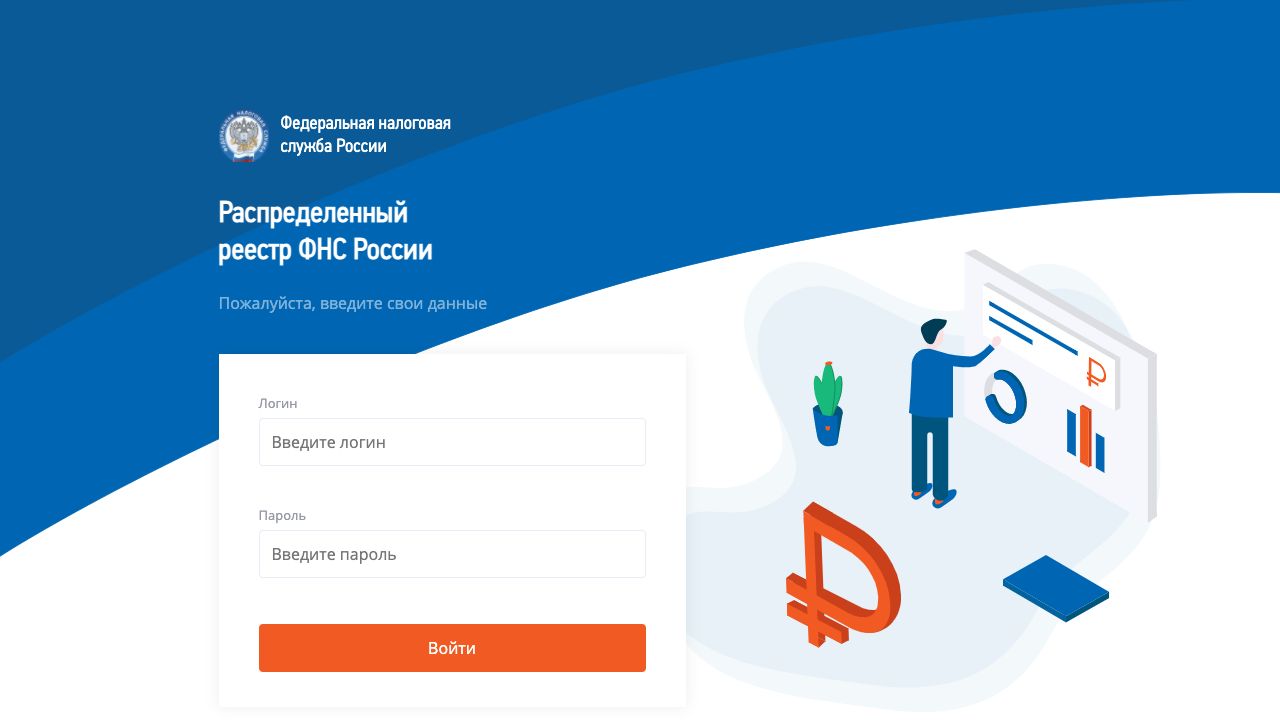 Федеральная налоговая
служба России
Распределенный
реестр ФНС России
Пожалуйста, введите свои данные
Логин
Введите логин
Пароль
Введите пароль
Войти